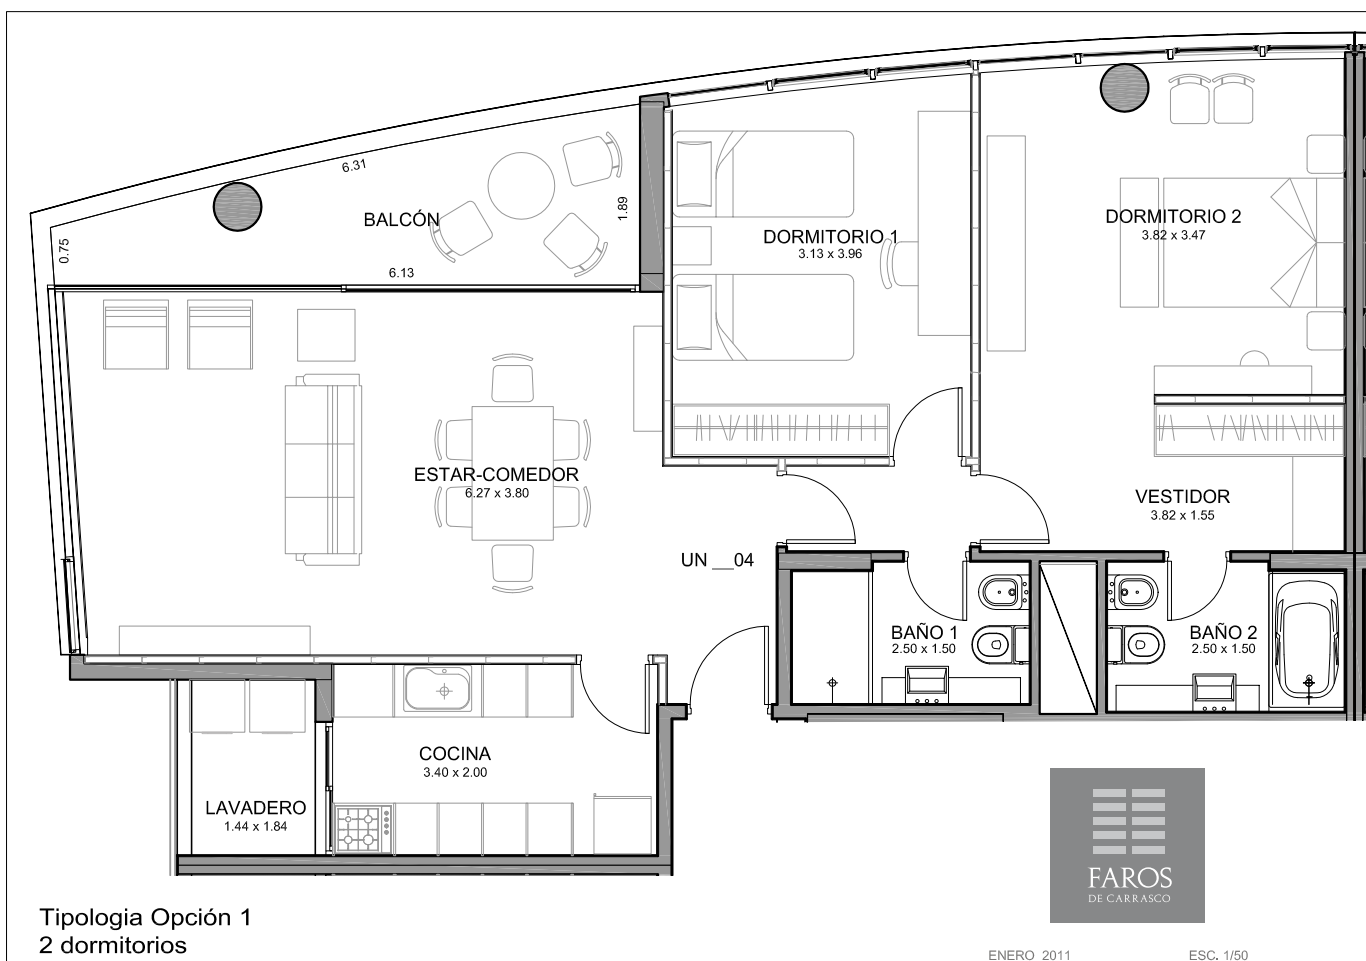 6.31
BALCÓN
1.89
0.75
6.13
DORMITORIO 1
3.13 x 3.96
DORMITORIO 2
3.82 x 3.47
ESTAR-COMEDOR
6.27 x 3.80
VESTIDOR
3.82 x 1.55
UN __04
BAÑO 1
2.50 x 1.50
BAÑO 2
2.50 x 1.50
COCINA
3.40 x 2.00
LAVADERO
1.44 x 1.84
FAROS
DE CARRASCO
Tipologia Opción 1
2 dormitorios
ENERO 2011
ESC. 1/50